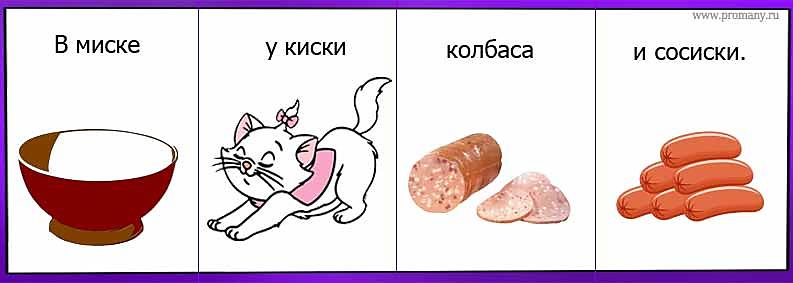 www.promany.ru
В миске
у киски
колбаса
и сосиски.